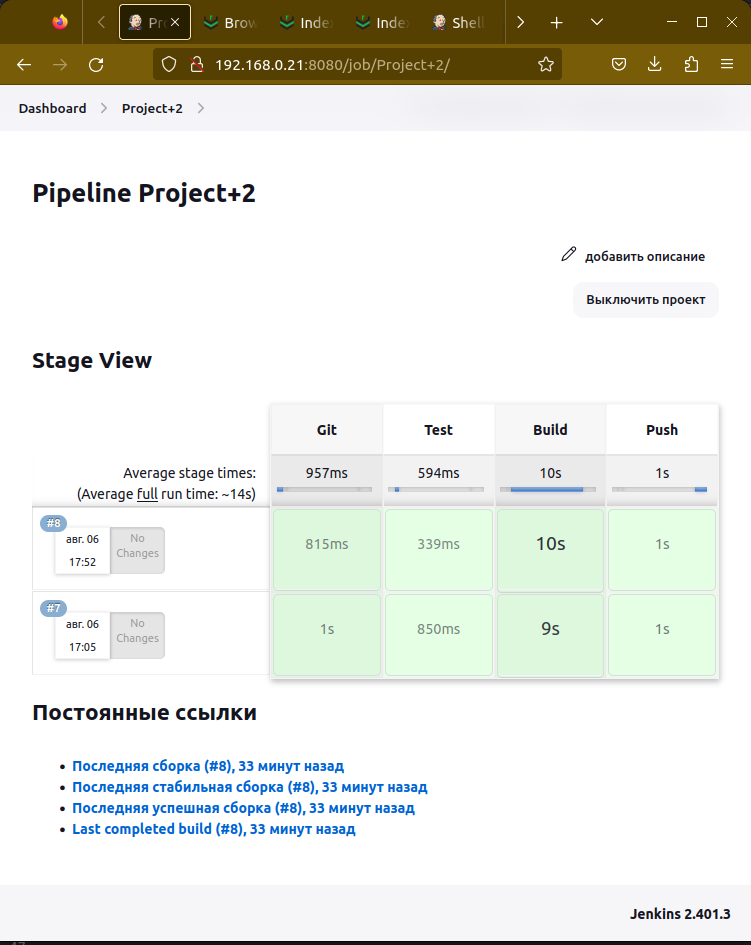 Pro
Brow
Inde
Inde
Shell
192.168.0.21:8080/job/Project+2/
Dashboard
Project+2
Pipeline Project+2
добавить описание
Выключить проект
Stage View
Git Test Build Push
Average stage times:
957ms 594ms 10s 1s
(Average full run time: ~14s)
#8
авг. 06
17:52
No
Changes
815ms 339ms 10s 1s
#7
авг. 06
17:05
No
Changes
1s 850ms 9s 1s
Постоянные ссылки
Последняя сборка (#8), 33 минут назад
Последняя стабильная сборка (#8), 33 минут назад
Последняя успешная сборка (#8), 33 минут назад
Last completed build (#8), 33 минут назад
Jenkins 2.401.3